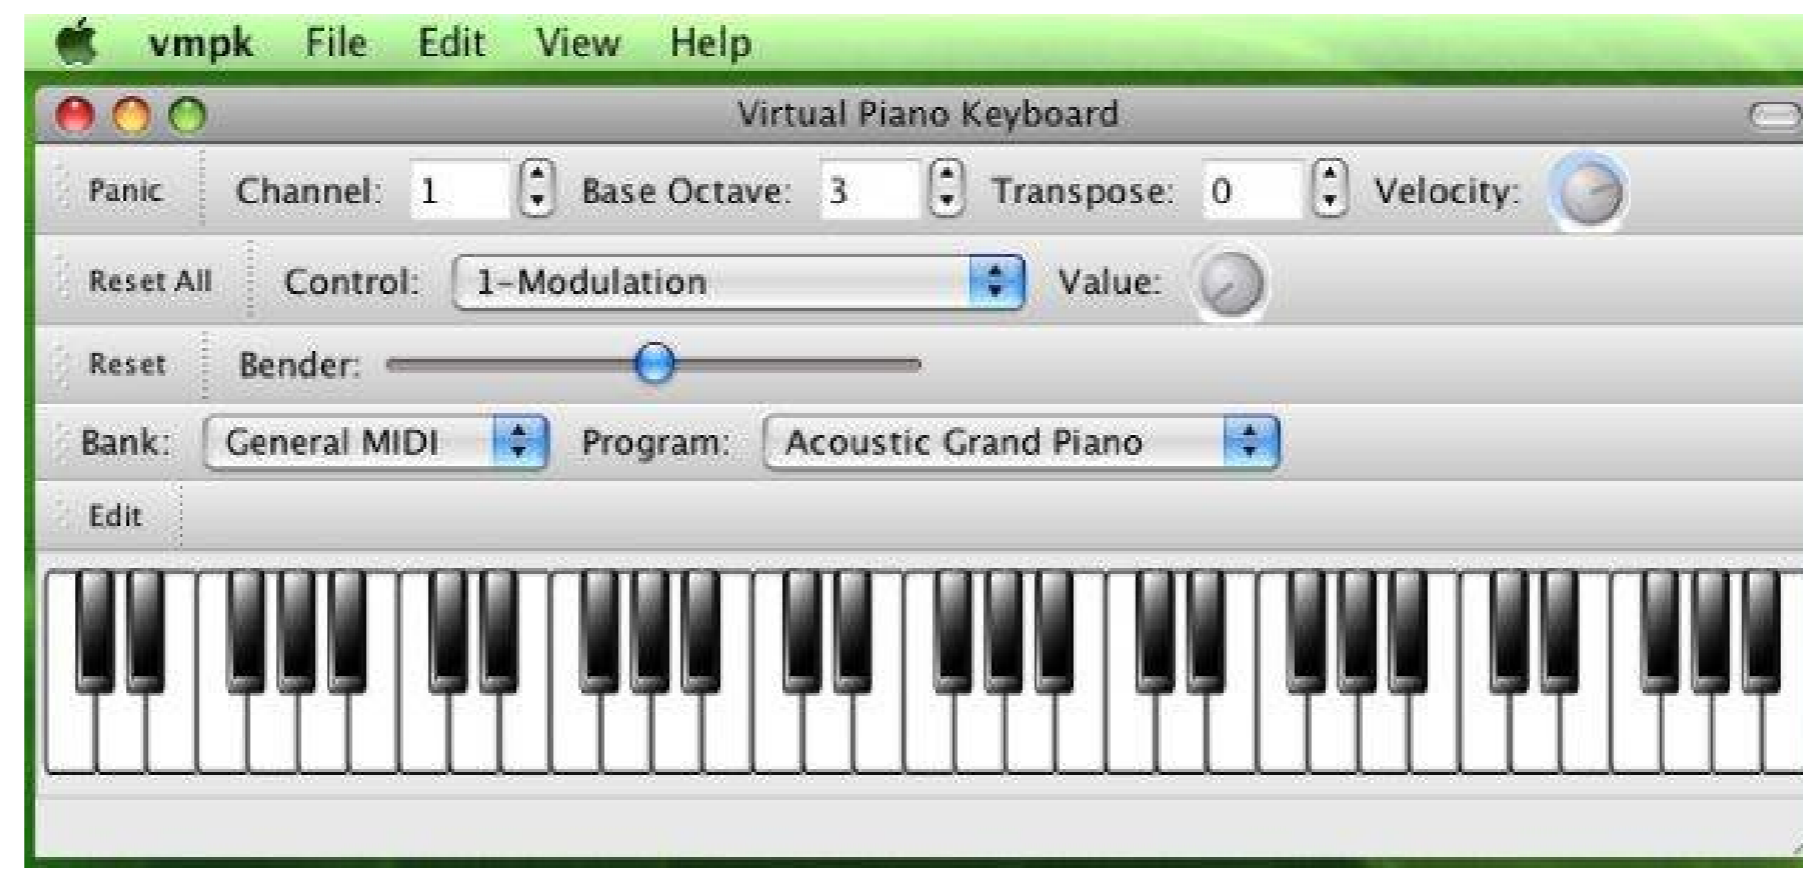 vmpk File Edit View Help
Virtual Piano Keyboard
Panic Channel: 1 Base Octave: 3 Transpose: 0 Velocity:
Reset All Control: 1-Modulation Value:
Reset Bender:
Bank: General MIDI Program: Acoustic Grand Piano
Edit